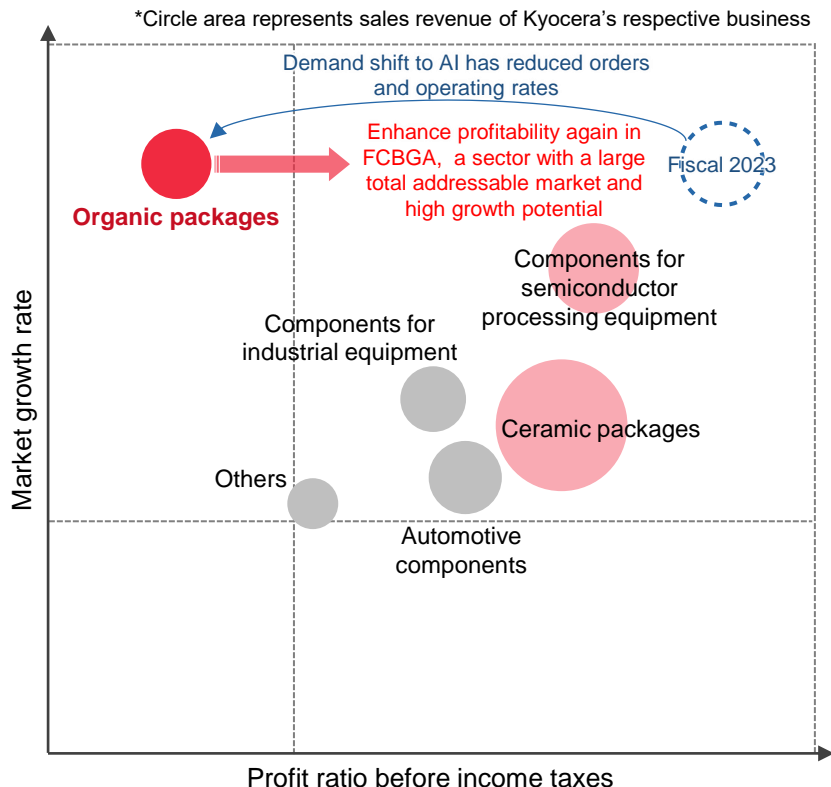 *Circle area represents sales revenue of Kyocera's respective business
Demand shift to AI has reduced orders
and operating rates
Enhance profitability again in
FCBGA,  a sector with a large
total addressable market and
high growth potential
Fiscal 2023
Organic packages
Components for
semiconductor
processing equipment
Components for
industrial equipment
Ceramic packages
Others
Automotive
components
Market growth rate
Profit ratio before income taxes